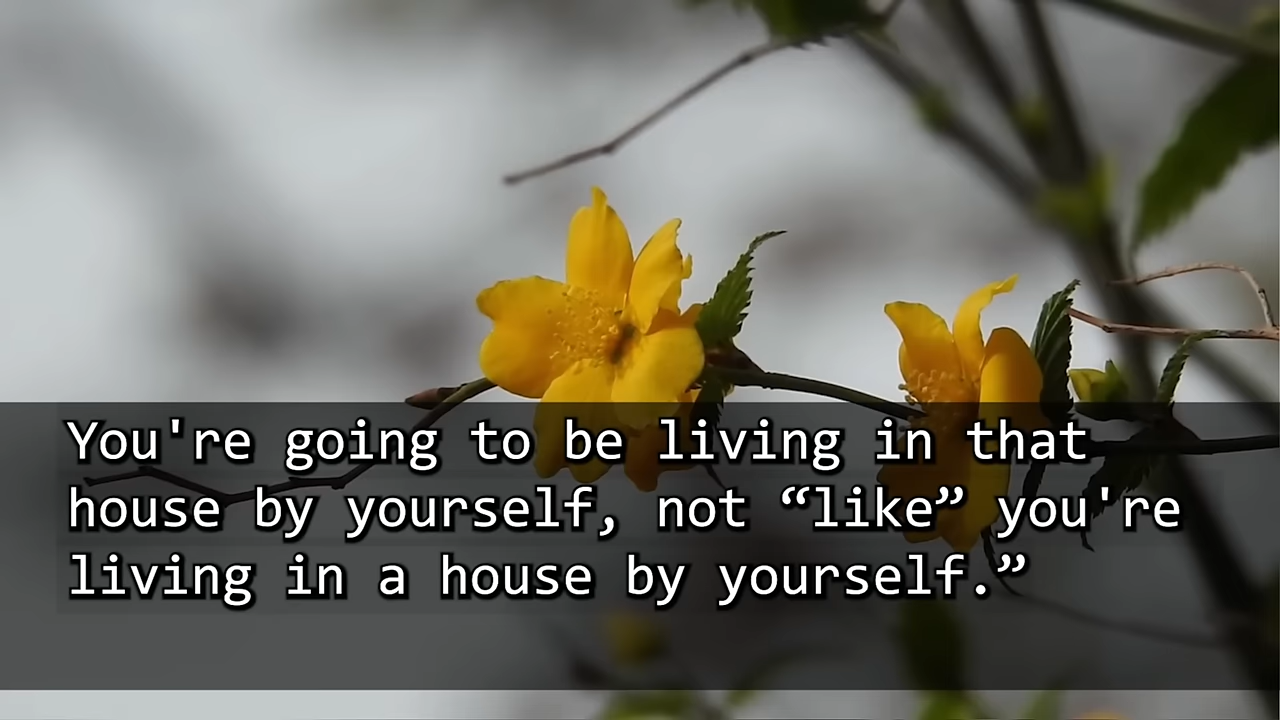 You're going to be living in that
house by yourself, not “like” you're
living in a house by yourself.”